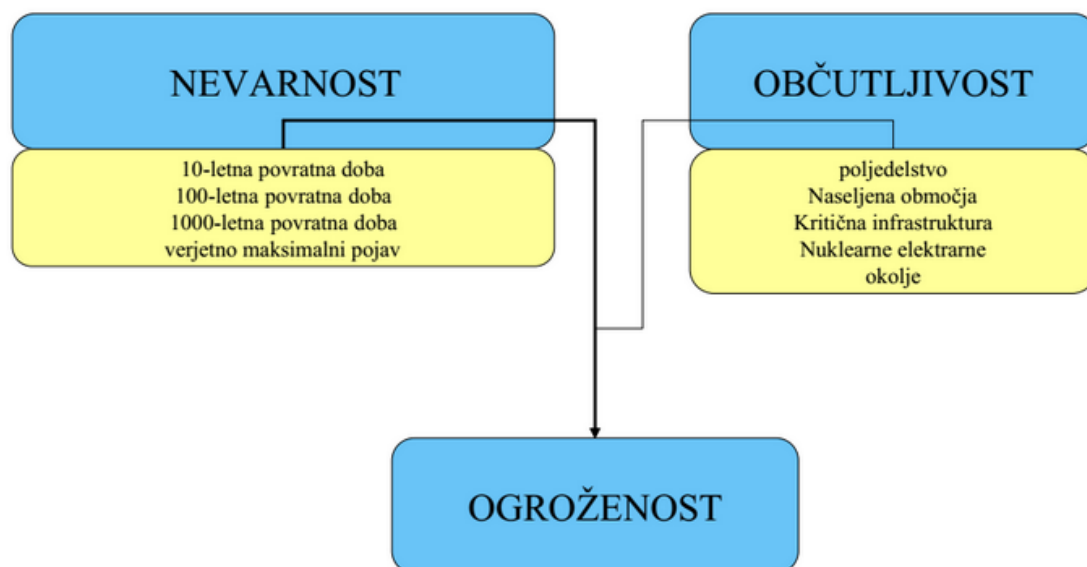 NEVARNOST
10-letna povratna doba
100-letna povratna doba
1000-letna povratna doba
verjetno maksimalni pojav
OBČUTLJIVOST
poljedelstvo
Naseljena območja
Kritična infrastruktura
Nuklearne elektrarne
okolje
OGROŽENOST